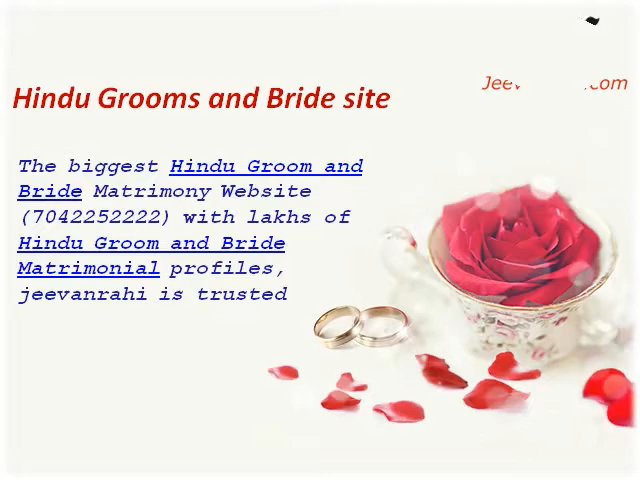 Hindu Grooms and Bride site
The biggest Hindu Groom and
Bride Matrimony Website
(7042252222) with lakhs of
Hindu Groom and Bride
Matrimonial profiles,
jeevanrahi is trusted